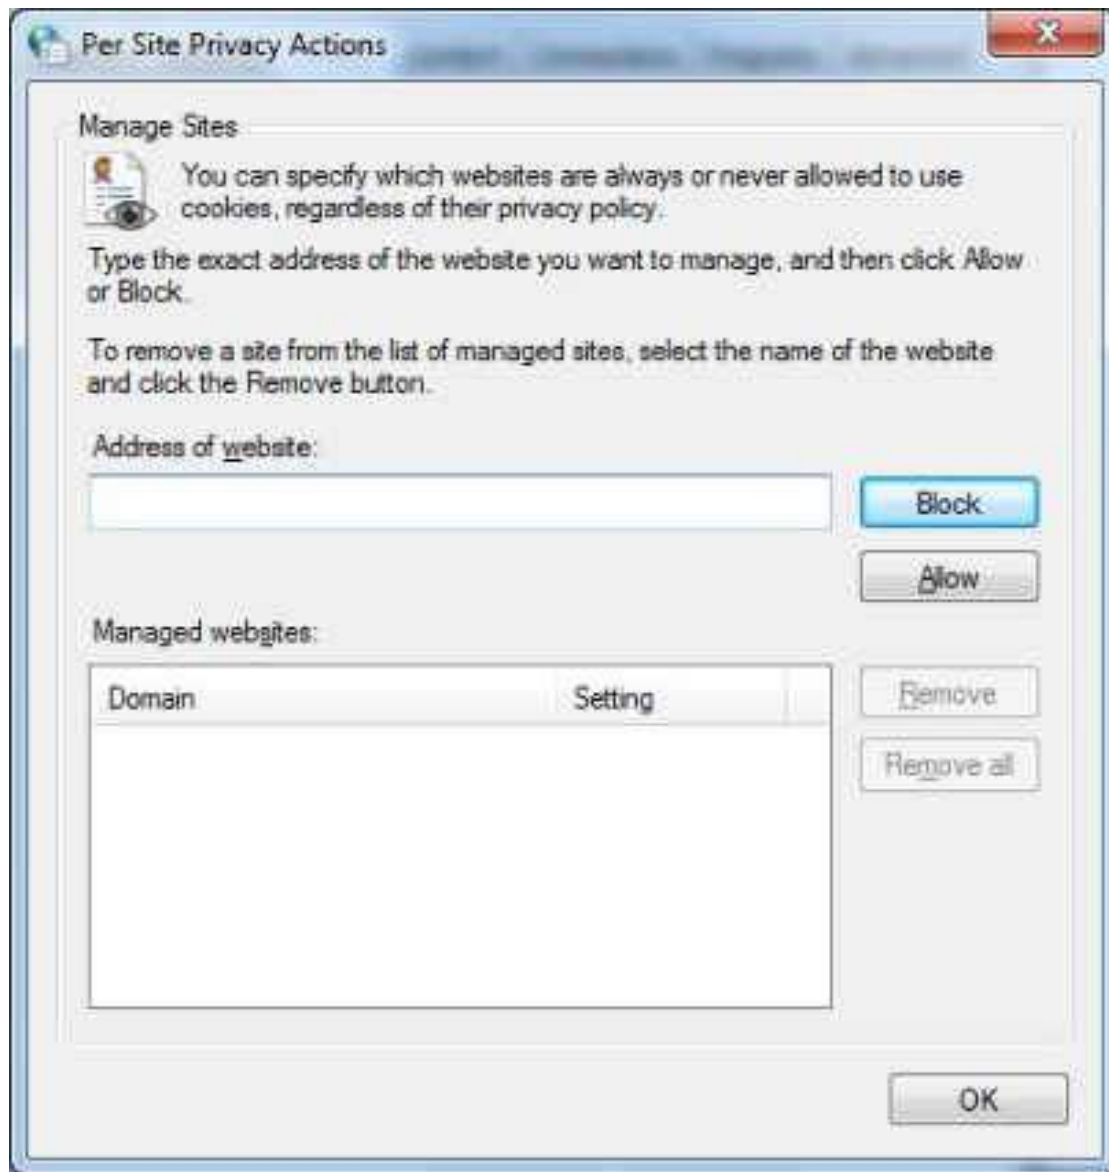 Per Site Privacy Actions
Manage Sites
You can specify which websites are always or never allowed to use
cookies, regardless of their privacy policy.
Type the exact address of the website you want to manage, and then click Allow
or Block.
To remove a site from the list of managed sites, select the name of the website
and click the Remove button.
Address of website:
Block
Allow
Managed websites:
Domain Setting
Remove
Remove all
OK